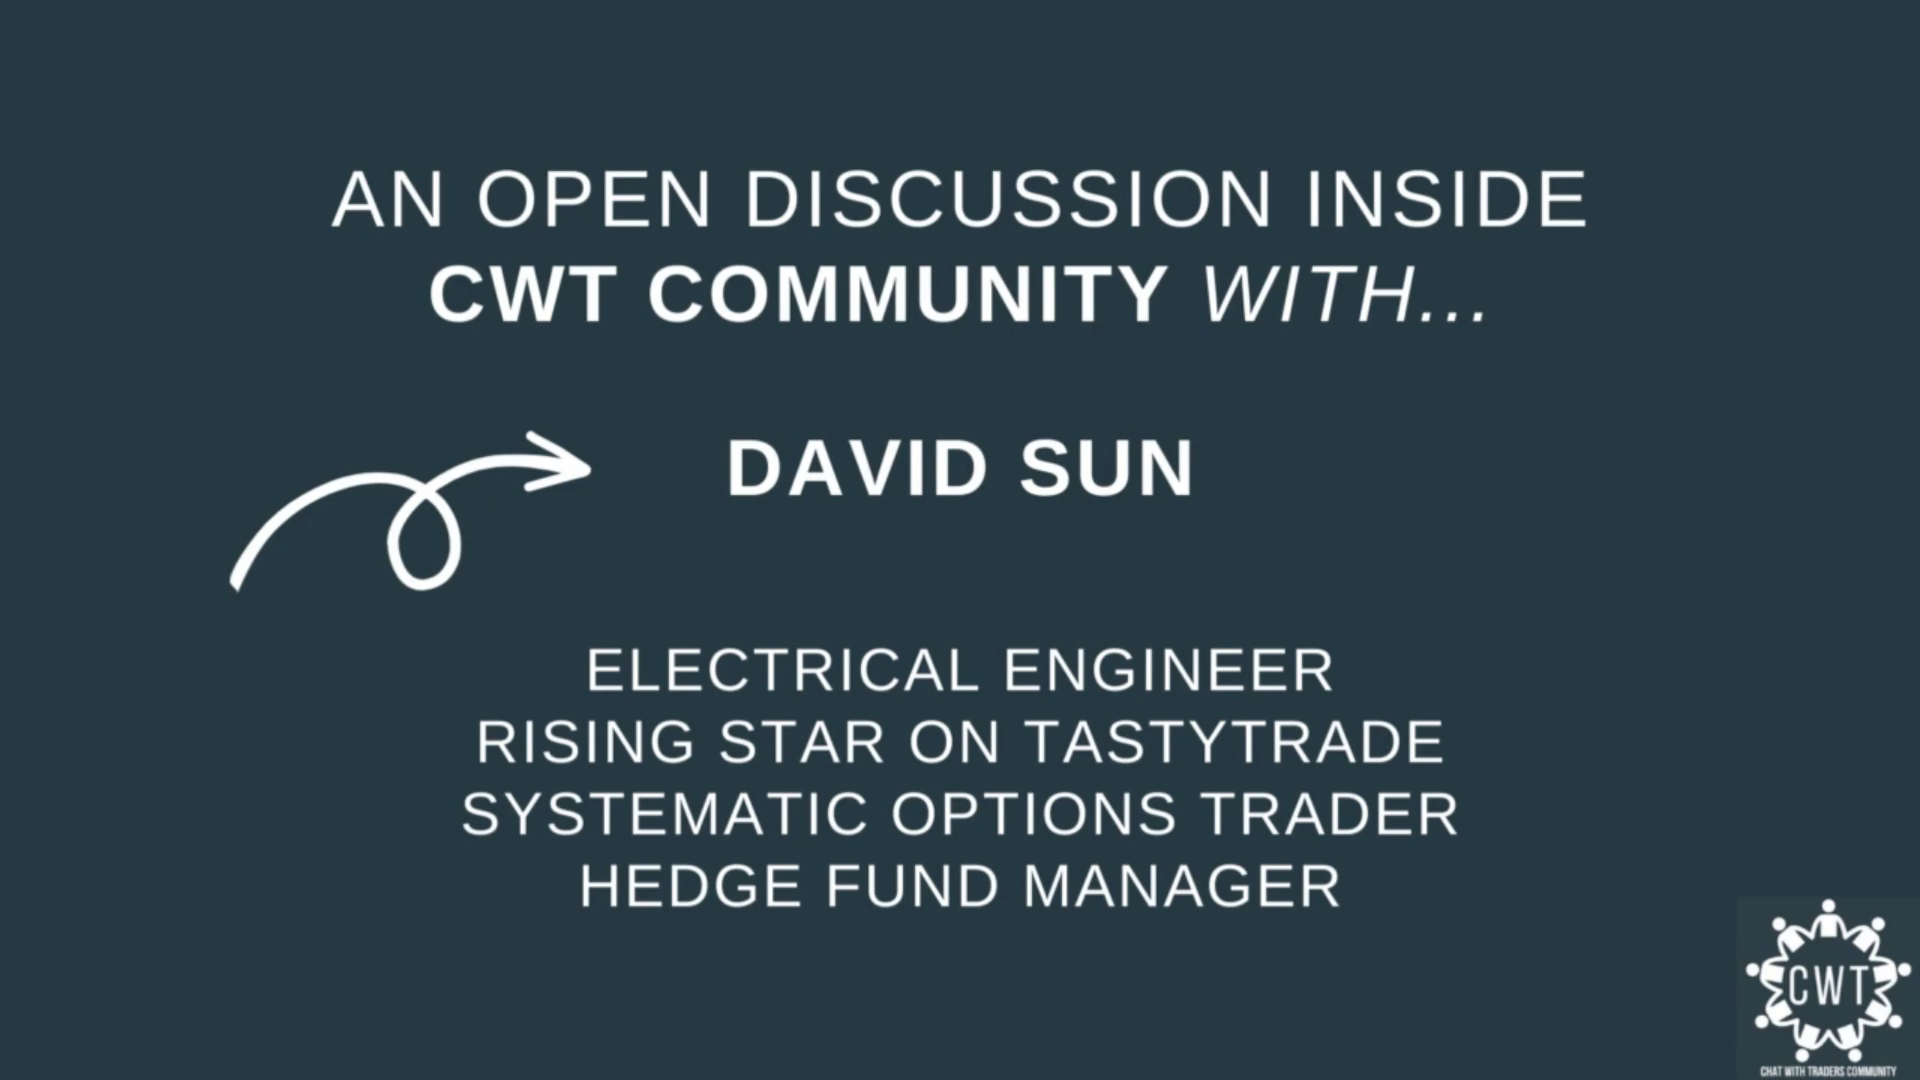 AN OPEN DISCUSSION INSIDE
CWT COMMUNITY WITH...
DAVID SUN
ELECTRICAL ENGINEER
RISING STAR ON TASTYTRADE
SYSTEMATIC OPTIONS TRADER
HEDGE FUND MANAGER
CWT
CHAT WITH TRADERS COMMUNITY